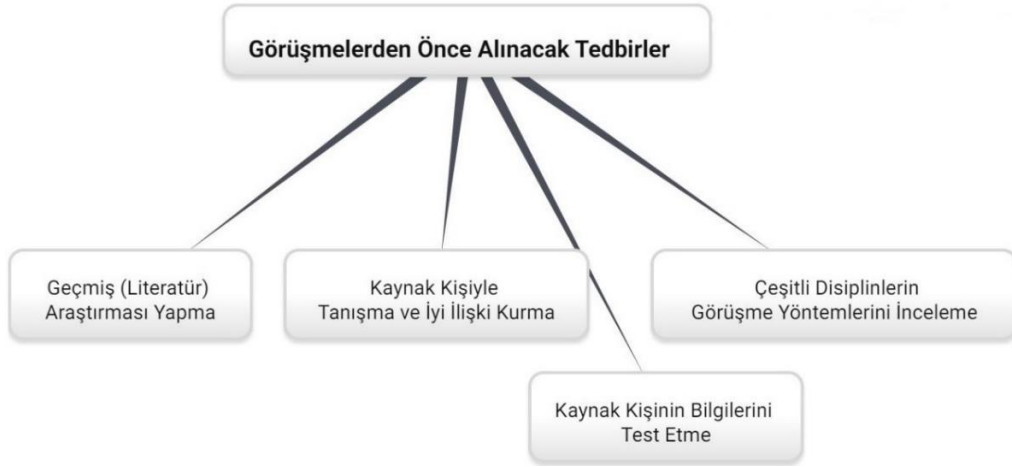 Görüşmelerden Önce Alınacak Tedbirler
Geçmiş (Literatür)
Araştırması Yapma
Kaynak Kişiyle
Tanışma ve İyi İlişki Kurma
Çeşitli Disiplinlerin
Görüşme Yöntemlerini İnceleme
Kaynak Kişinin Bilgilerini
Test Etme